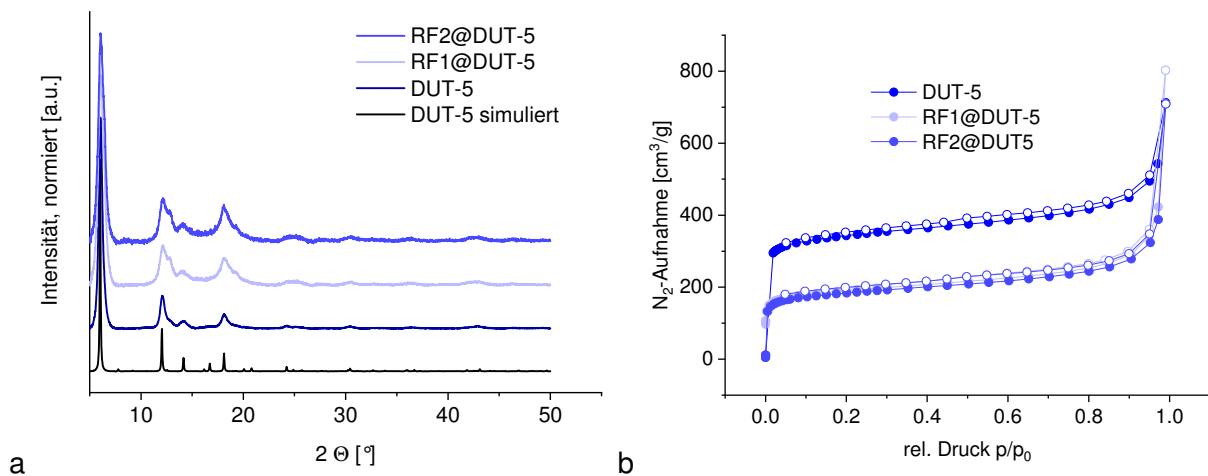 Intensität, normiert [a.u.]
RF2@DUT-5
RF1@DUT-5
DUT-5
DUT-5 simuliert
10
20
30
40
50
2 Θ [°]
a
N2-Aufnahme [cm³/g]
800
600
400
200
0
DUT-5
RF1@DUT-5
RF2@DUT5
0.0
0.2
0.4
0.6
0.8
1.0
rel. Druck p/p₀
b